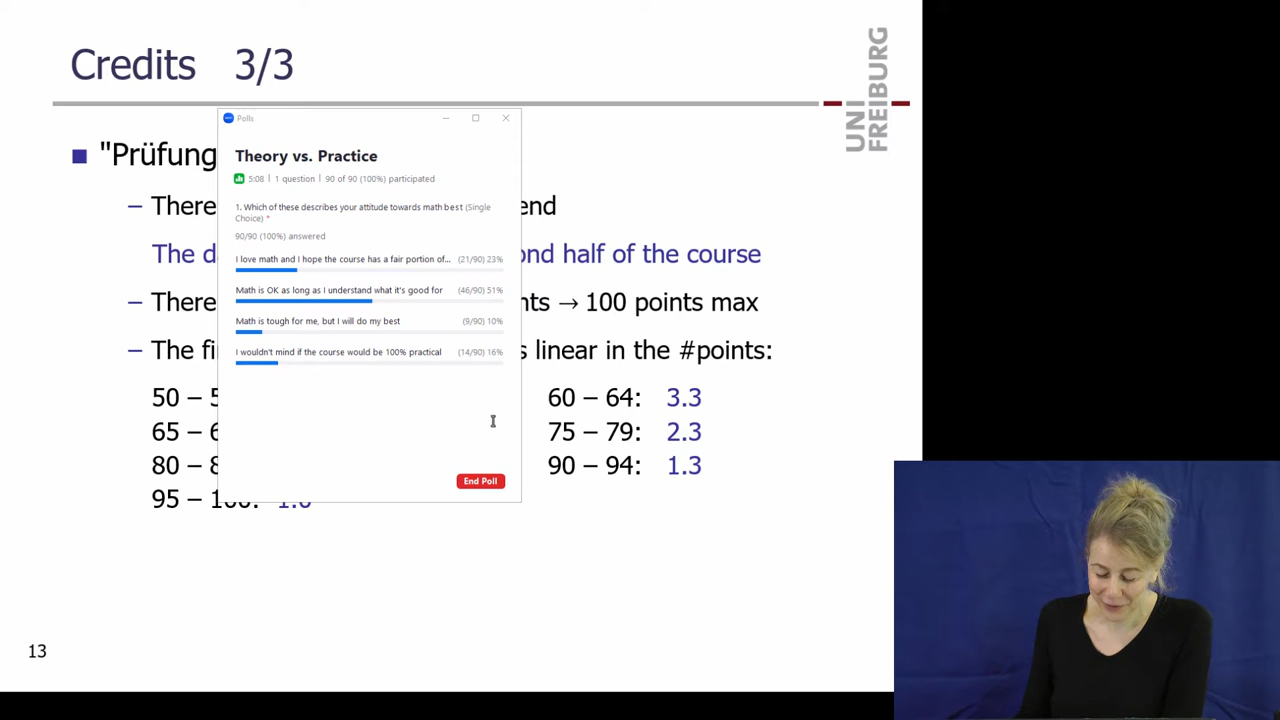 Credits 3/3
UNI
FREIBURG
"Prüfung
– There
end
The d
ond half of the course
– There
nts → 100 points max
– The fi
s linear in the #points:
50 – 5
60 – 64: 3.3
65 – 6
75 – 79: 2.3
80 – 8
90 – 94: 1.3
95 – 100: 1.0
13
Polls
Theory vs. Practice
5:08 | 1 question | 90 of 90 (100%) participated
1. Which of these describes your attitude towards math best (Single
Choice) *
90/90 (100%) answered
I love math and I hope the course has a fair portion of... (21/90) 23%
Math is OK as long as I understand what it's good for (46/90) 51%
Math is tough for me, but I will do my best (9/90) 10%
I wouldn't mind if the course would be 100% practical (14/90) 16%
End Poll